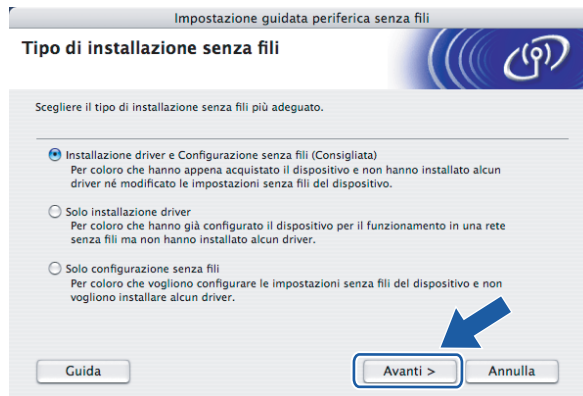 Impostazione guidata periferica senza fili
Tipo di installazione senza fili
Scegliere il tipo di installazione senza fili più adeguato.
Installazione driver e Configurazione senza fili (Consigliata)
Per coloro che hanno appena acquistato il dispositivo e non hanno installato alcun
driver né modificato le impostazioni senza fili del dispositivo.
Solo installazione driver
Per coloro che hanno già configurato il dispositivo per il funzionamento in una rete
senza fili ma non hanno installato alcun driver.
Solo configurazione senza fili
Per coloro che vogliono configurare le impostazioni senza fili del dispositivo e non
vogliono installare alcun driver.
Guida
Avanti >
Annulla